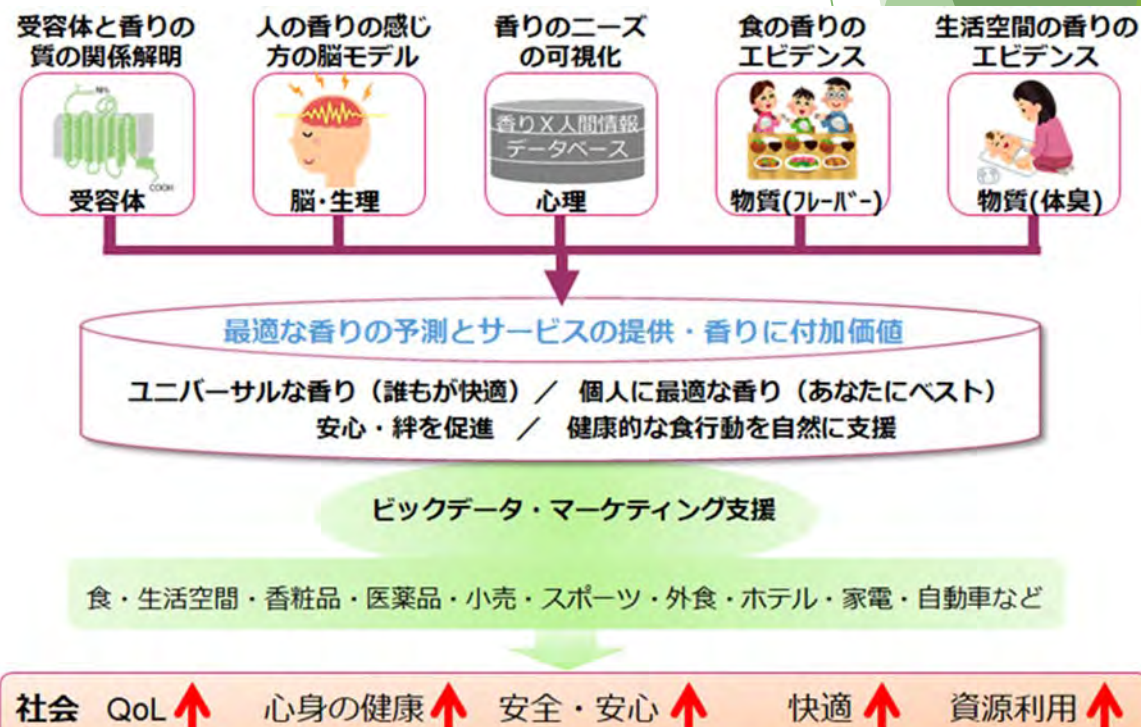 受容体と香りの
質の関係解明
人の香りの感じ
方の脳モデル
香りのニーズ
の可視化
食の香りの
エビデンス
生活空間の香りの
エビデンス
NH₂
COOH
香りX人間情報
データベース
受容体
脳・生理
心理
物質(フレーバー)
物質(体臭)
最適な香りの予測とサービスの提供・香りに付加価値
ユニバーサルな香り（誰もが快適）／ 個人に最適な香り（あなたにベスト）
安心・絆を促進 ／ 健康的な食行動を自然に支援
ビックデータ・マーケティング支援
食・生活空間・香粧品・医薬品・小売・スポーツ・外食・ホテル・家電・自動車など
社会 QoL 心身の健康 安全・安心 快適 資源利用